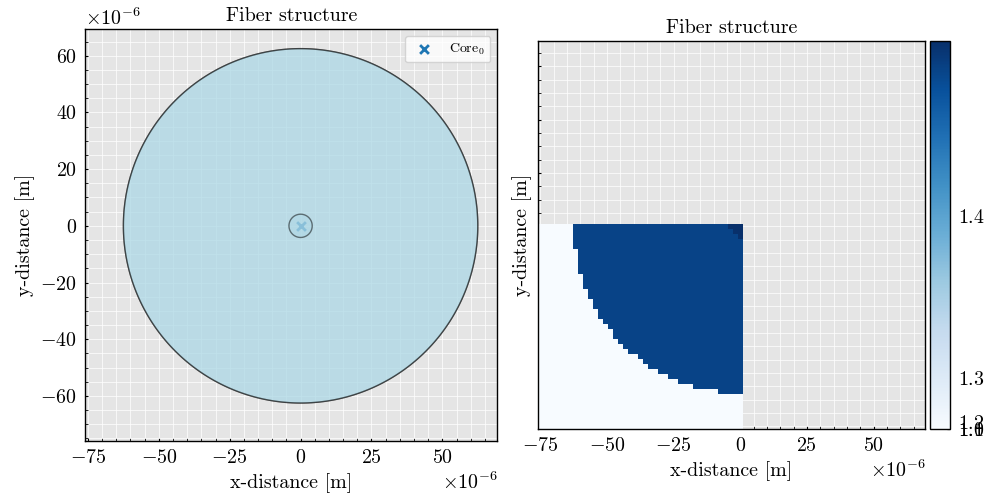 Fiber structure
×10⁻⁶
Core₀
60
40
20
0
−20
−40
−60
y-distance [m]
−75 −50 −25 0 25 50
x-distance [m]
×10⁻⁶
Fiber structure
y-distance [m]
−75 −50 −25 0 25 50
x-distance [m]
×10⁻⁶
1.4
1.3